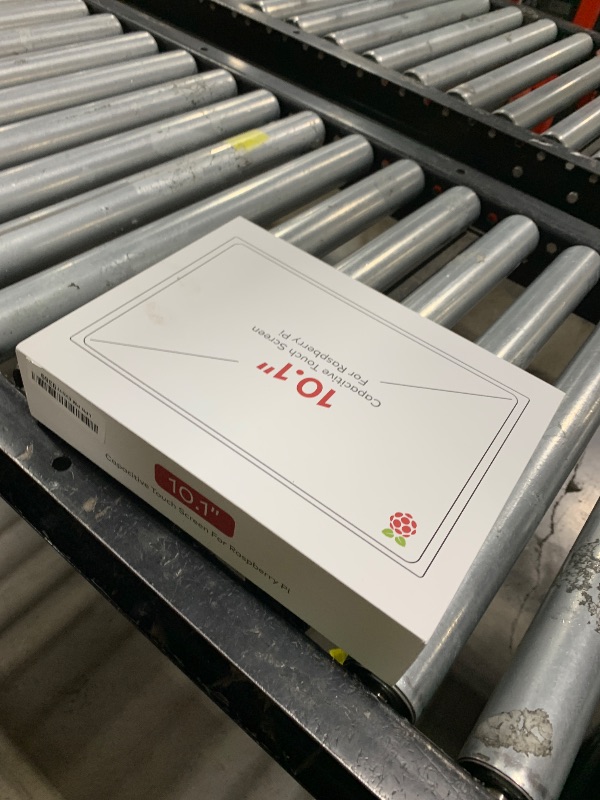 10.1"
Capacitive Touch Screen
For Raspberry Pi
10.1"
Capacitive Touch Screen For Raspberry Pi